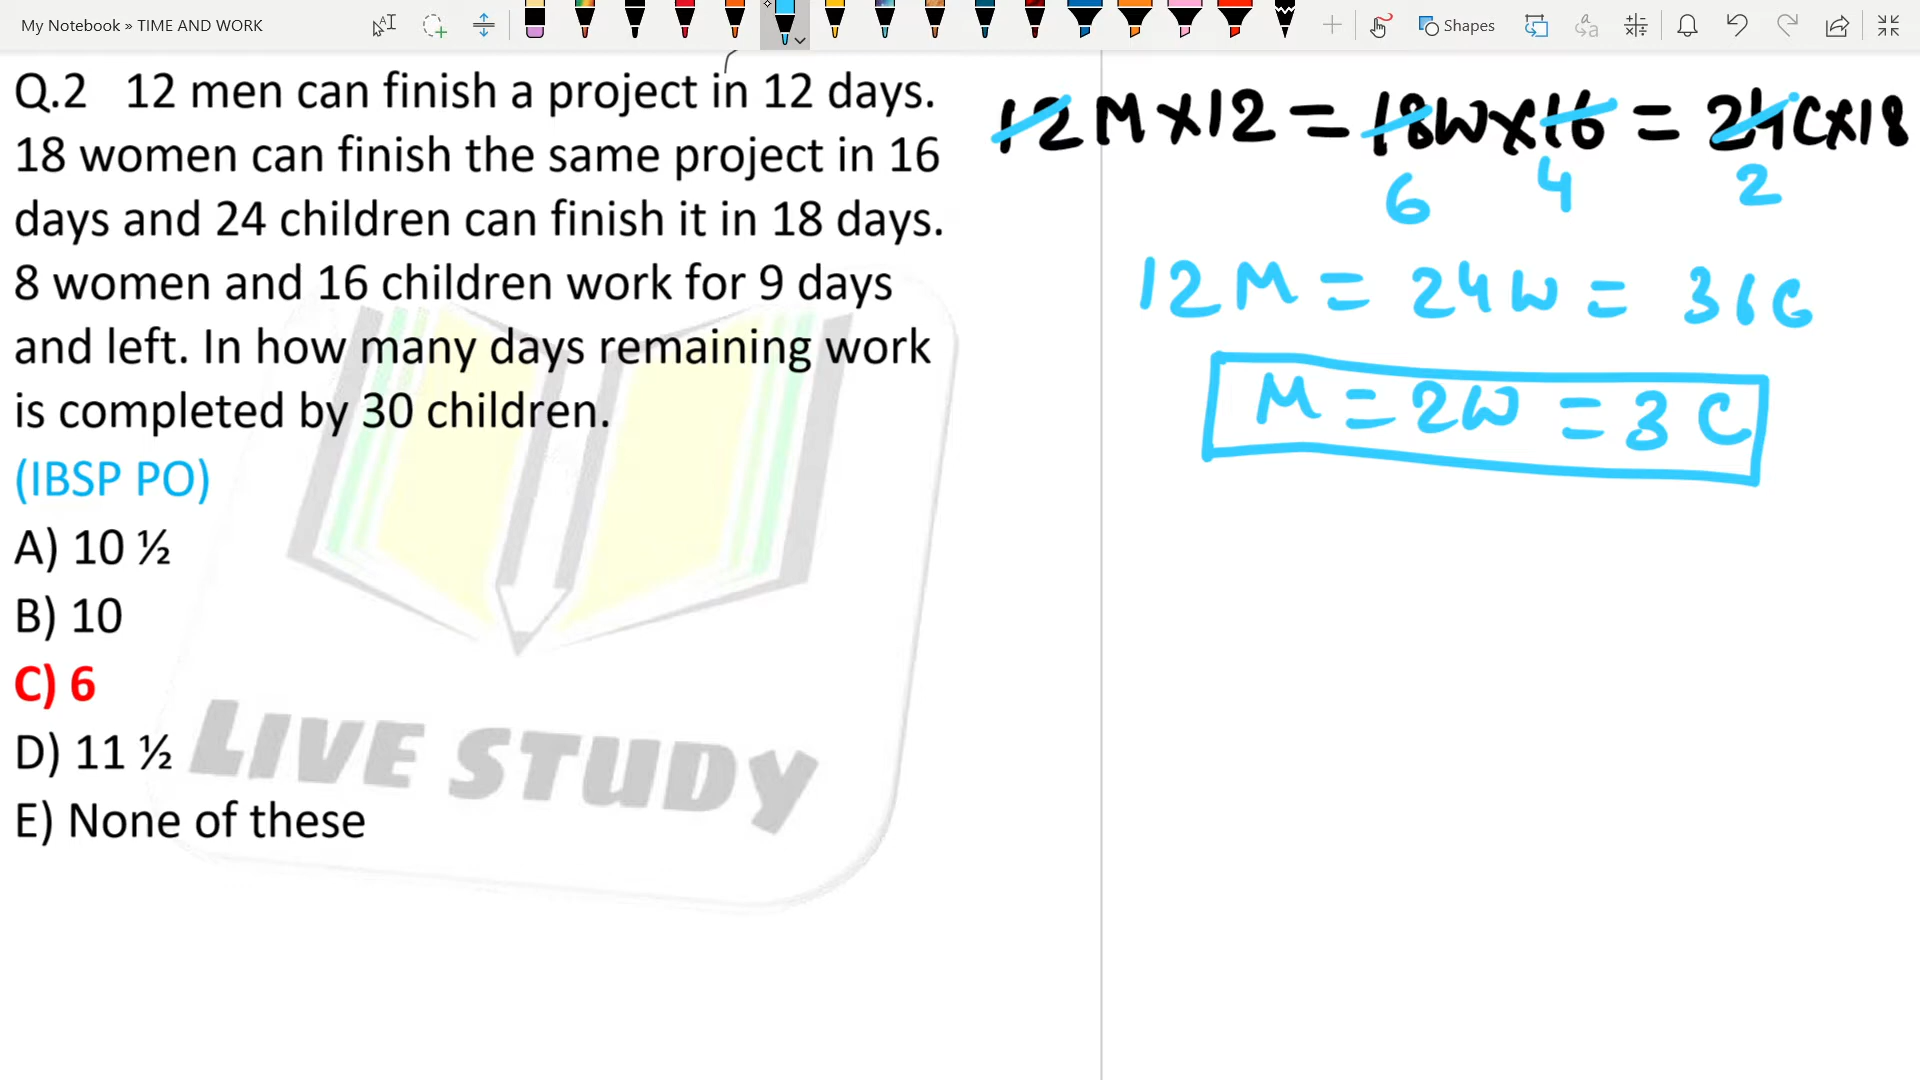 My Notebook » TIME AND WORK
Shapes
Q.2 12 men can finish a project in 12 days.
18 women can finish the same project in 16
days and 24 children can finish it in 18 days.
8 women and 16 children work for 9 days
and left. In how many days remaining work
is completed by 30 children.
(IBSP PO)
A) 10 ½
B) 10
C) 6
D) 11 ½
E) None of these
LIVE STUDY
12M×12 = 18W×16 = 24C×18
6 4 2
12M = 24W = 36C
M = 2W = 3C